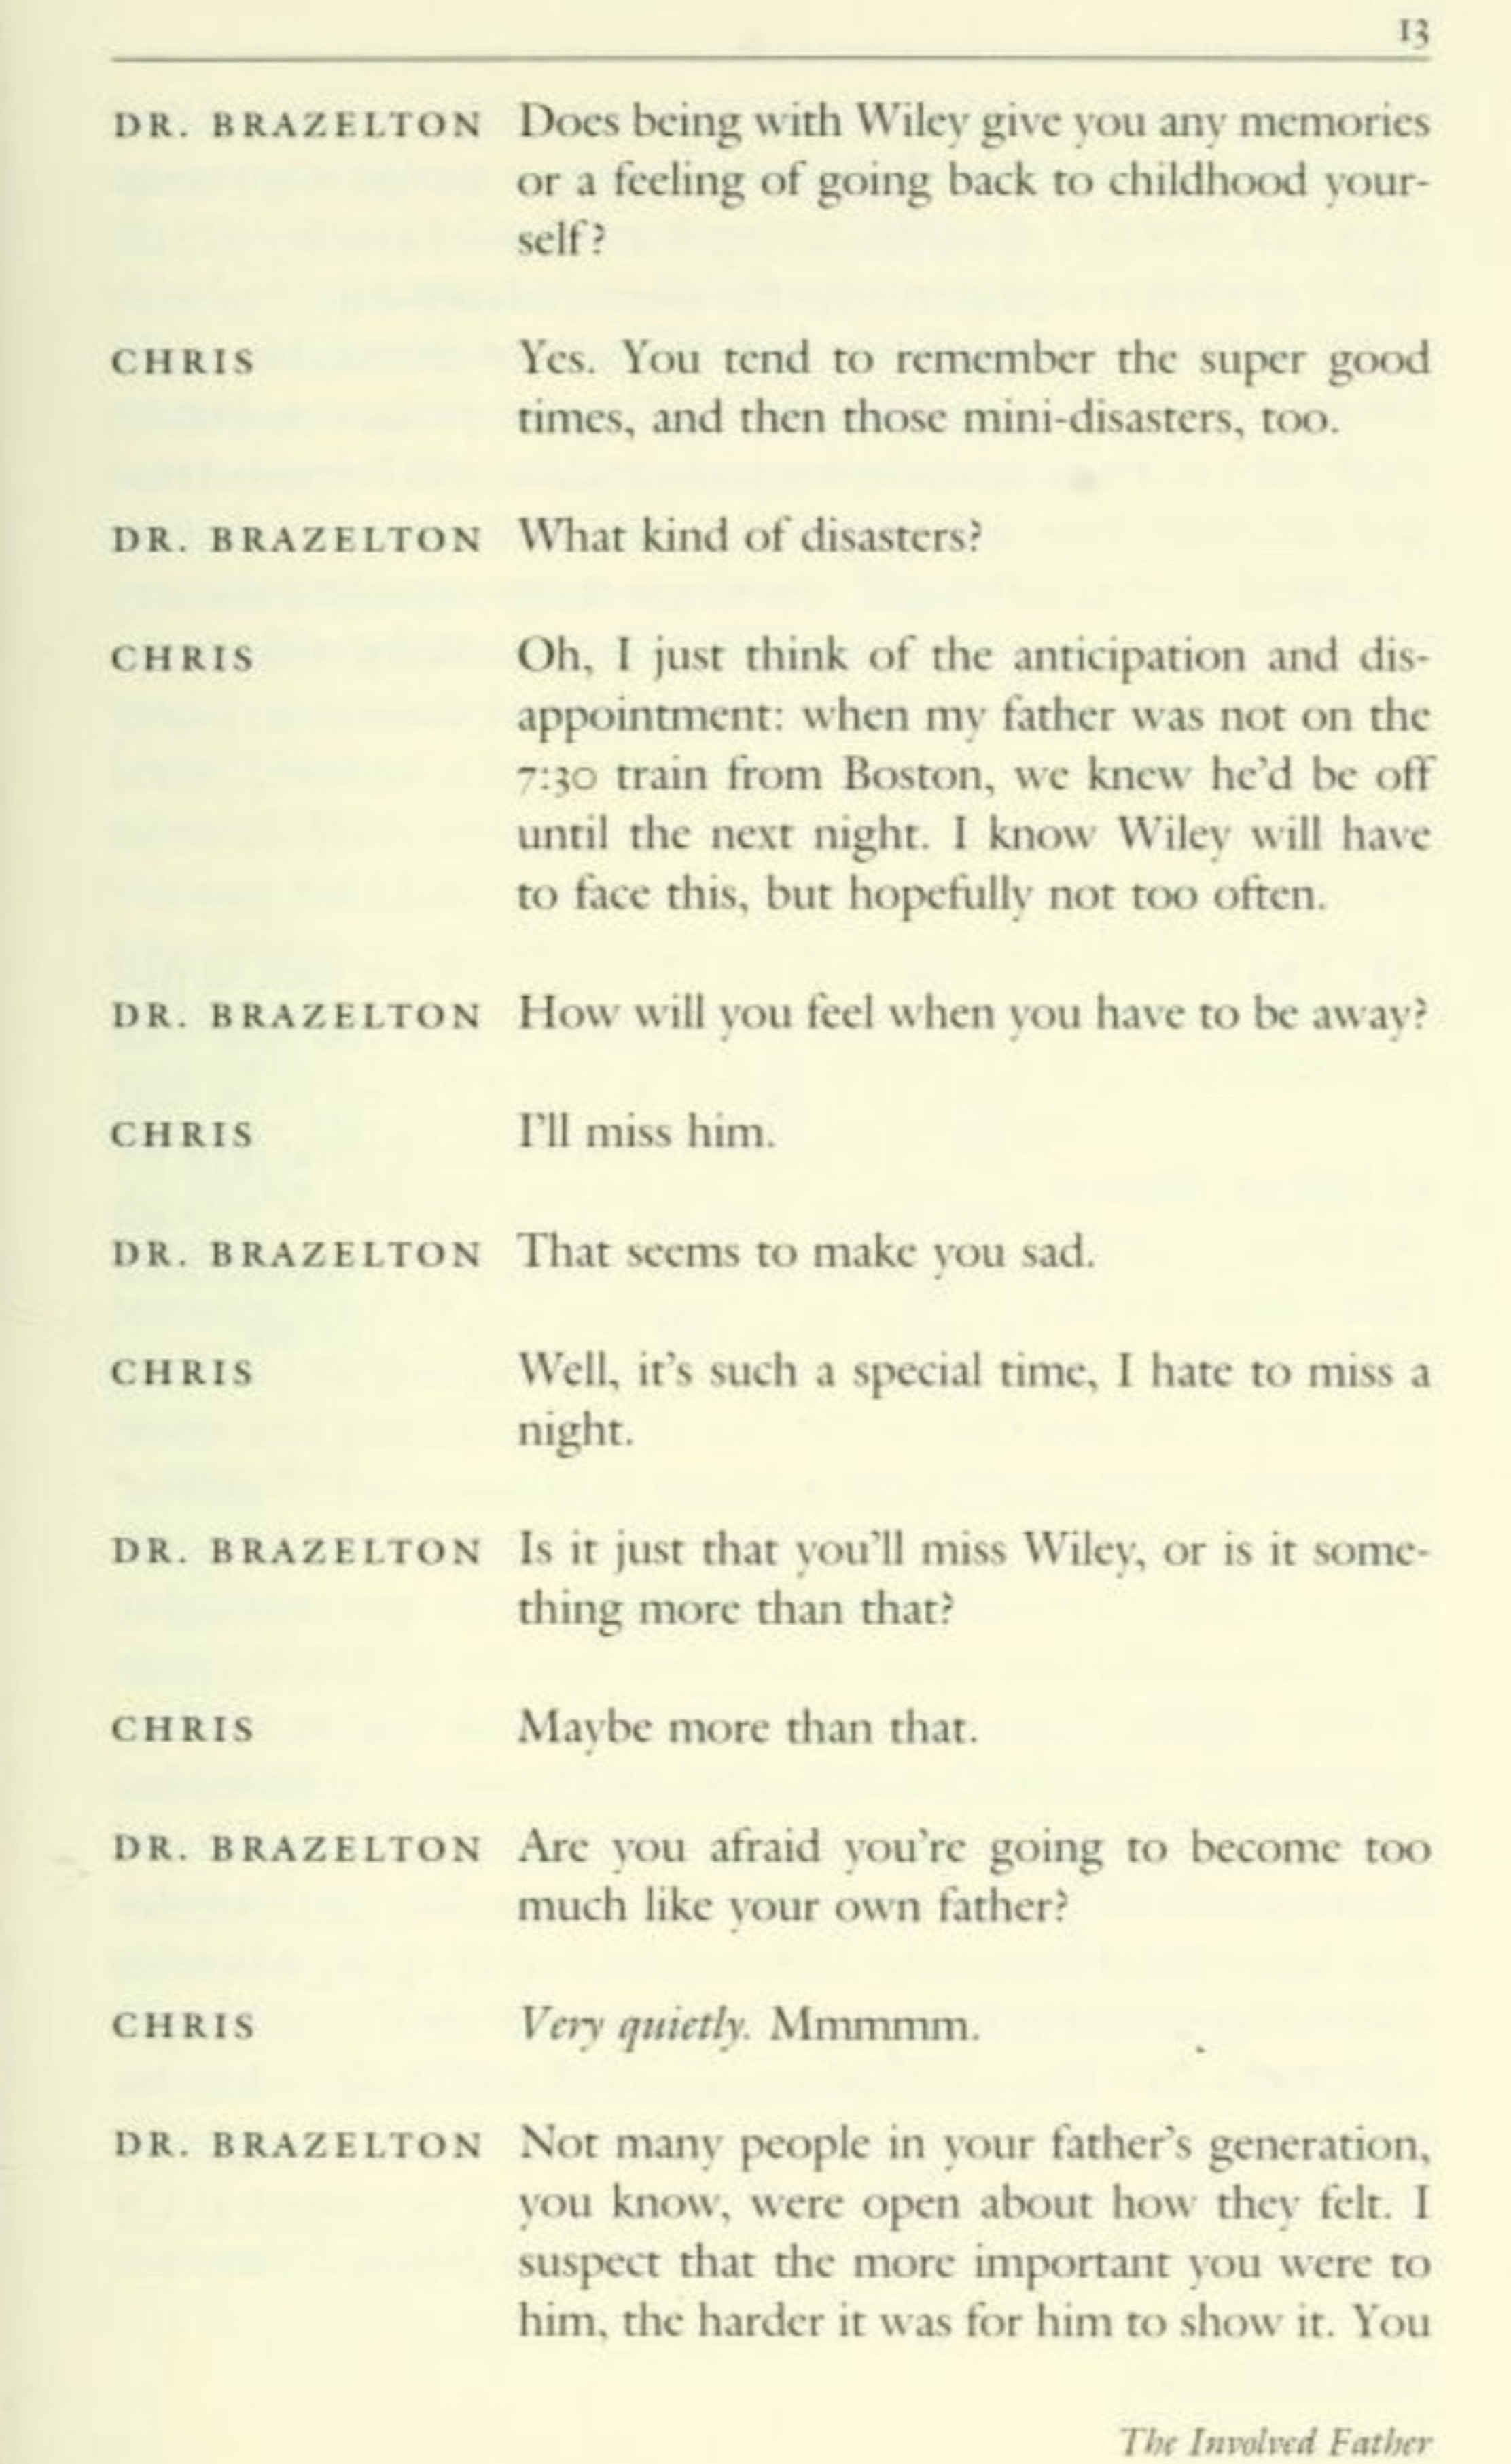 13
DR. BRAZELTON Does being with Wiley give you any memories
or a feeling of going back to childhood your-
self?
CHRIS Yes. You tend to remember the super good
times, and then those mini-disasters, too.
DR. BRAZELTON What kind of disasters?
CHRIS Oh, I just think of the anticipation and dis-
appointment: when my father was not on the
7:30 train from Boston, we knew he'd be off
until the next night. I know Wiley will have
to face this, but hopefully not too often.
DR. BRAZELTON How will you feel when you have to be away?
CHRIS I'll miss him.
DR. BRAZELTON That seems to make you sad.
CHRIS Well, it's such a special time, I hate to miss a
night.
DR. BRAZELTON Is it just that you'll miss Wiley, or is it some-
thing more than that?
CHRIS Maybe more than that.
DR. BRAZELTON Are you afraid you're going to become too
much like your own father?
CHRIS Very quietly. Mmmmm.
DR. BRAZELTON Not many people in your father's generation,
you know, were open about how they felt. I
suspect that the more important you were to
him, the harder it was for him to show it. You
The Involved Father